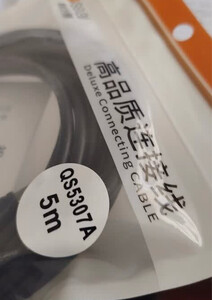 高品质连接线
Deluxe Connecting CABLE
QS5307A
5m